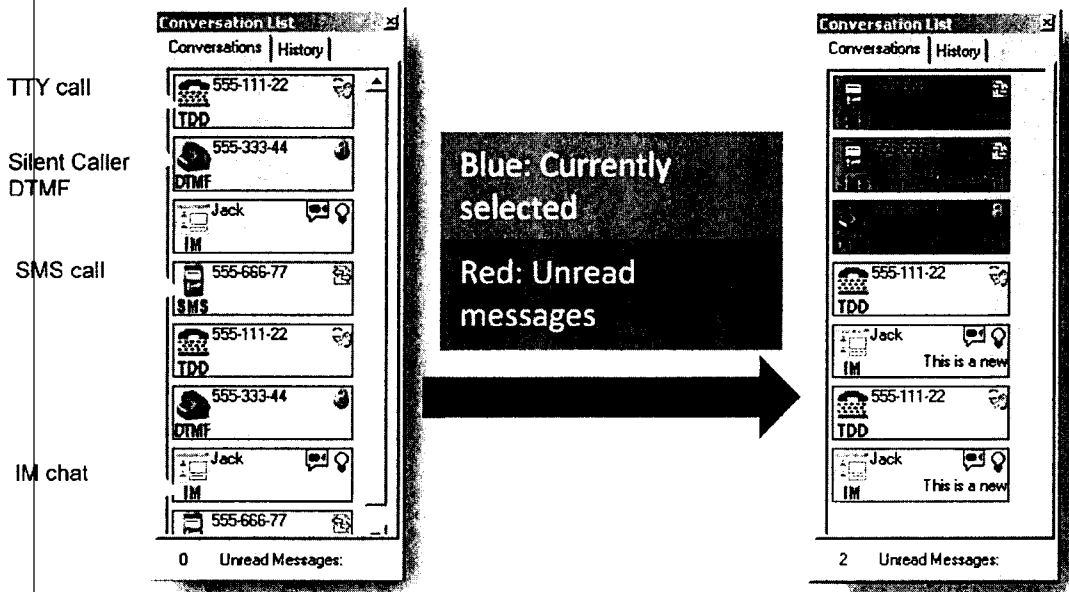 TTY call
Silent Caller
DTMF
SMS call
IM chat
Conversation List
Conversations History
555-111-22
TDD
555-333-44
DTMF
Jack
IM
555-666-77
SMS
555-111-22
TDD
555-333-44
DTMF
Jack
IM
555-666-77
0 Unread Messages:
Blue: Currently
selected
Red: Unread
messages
Conversation List
Conversations History
555-111-22
TDD
Jack
This is a new
IM
555-111-22
TDD
Jack
This is a new
IM
2 Unread Messages: